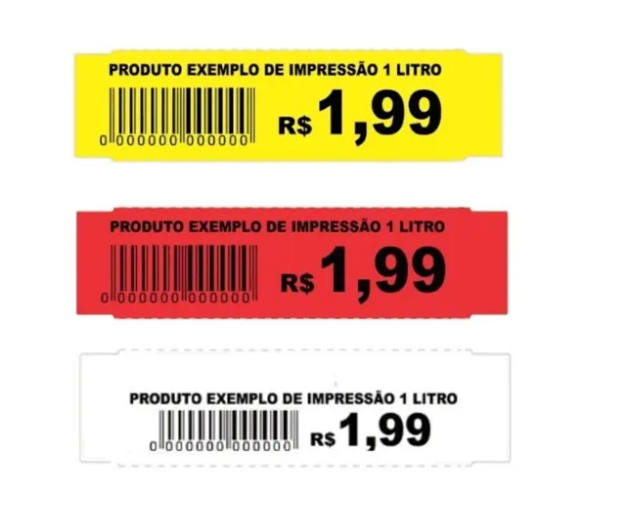 PRODUTO EXEMPLO DE IMPRESSÃO 1 LITRO
R$ 1,99
0 000000 000000
PRODUTO EXEMPLO DE IMPRESSÃO 1 LITRO
R$ 1,99
0 000000 000000
PRODUTO EXEMPLO DE IMPRESSÃO 1 LITRO
R$ 1,99
0 000000 000000